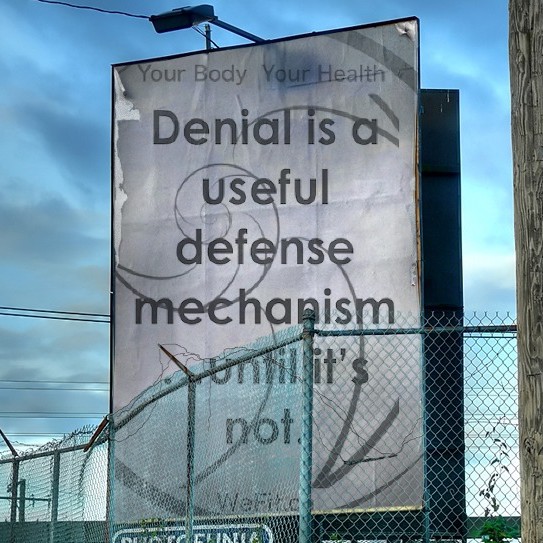 Your Body Your Health
Denial is a
useful
defense
mechanism
...until it's
not.